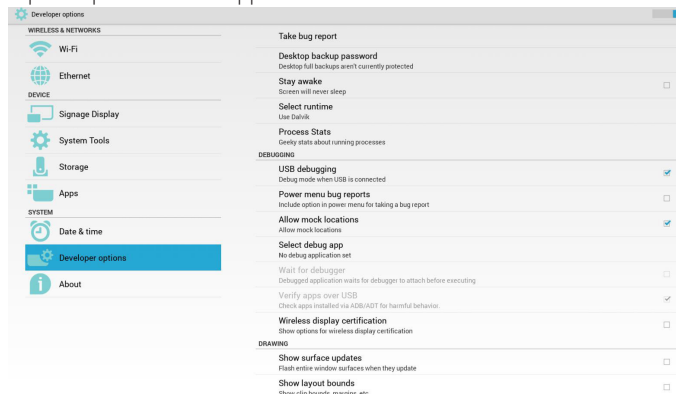 Developer options
WIRELESS & NETWORKS
Wi-Fi
Ethernet
DEVICE
Signage Display
System Tools
Storage
Apps
SYSTEM
Date & time
Developer options
About
Take bug report
Desktop backup password
Desktop full backups aren't currently protected
Stay awake
Screen will never sleep
Select runtime
Use Dalvik
Process Stats
Geeky stats about running processes
DEBUGGING
USB debugging
Debug mode when USB is connected
Power menu bug reports
Include option in power menu for taking a bug report
Allow mock locations
Allow mock locations
Select debug app
No debug application set
Wait for debugger
Debugged application waits for debugger to attach before executing
Verify apps over USB
Check apps installed via ADB/ADT for harmful behavior.
Wireless display certification
Show options for wireless display certification
DRAWING
Show surface updates
Flash entire window surfaces when they update
Show layout bounds
Show clip bounds, margins, etc.